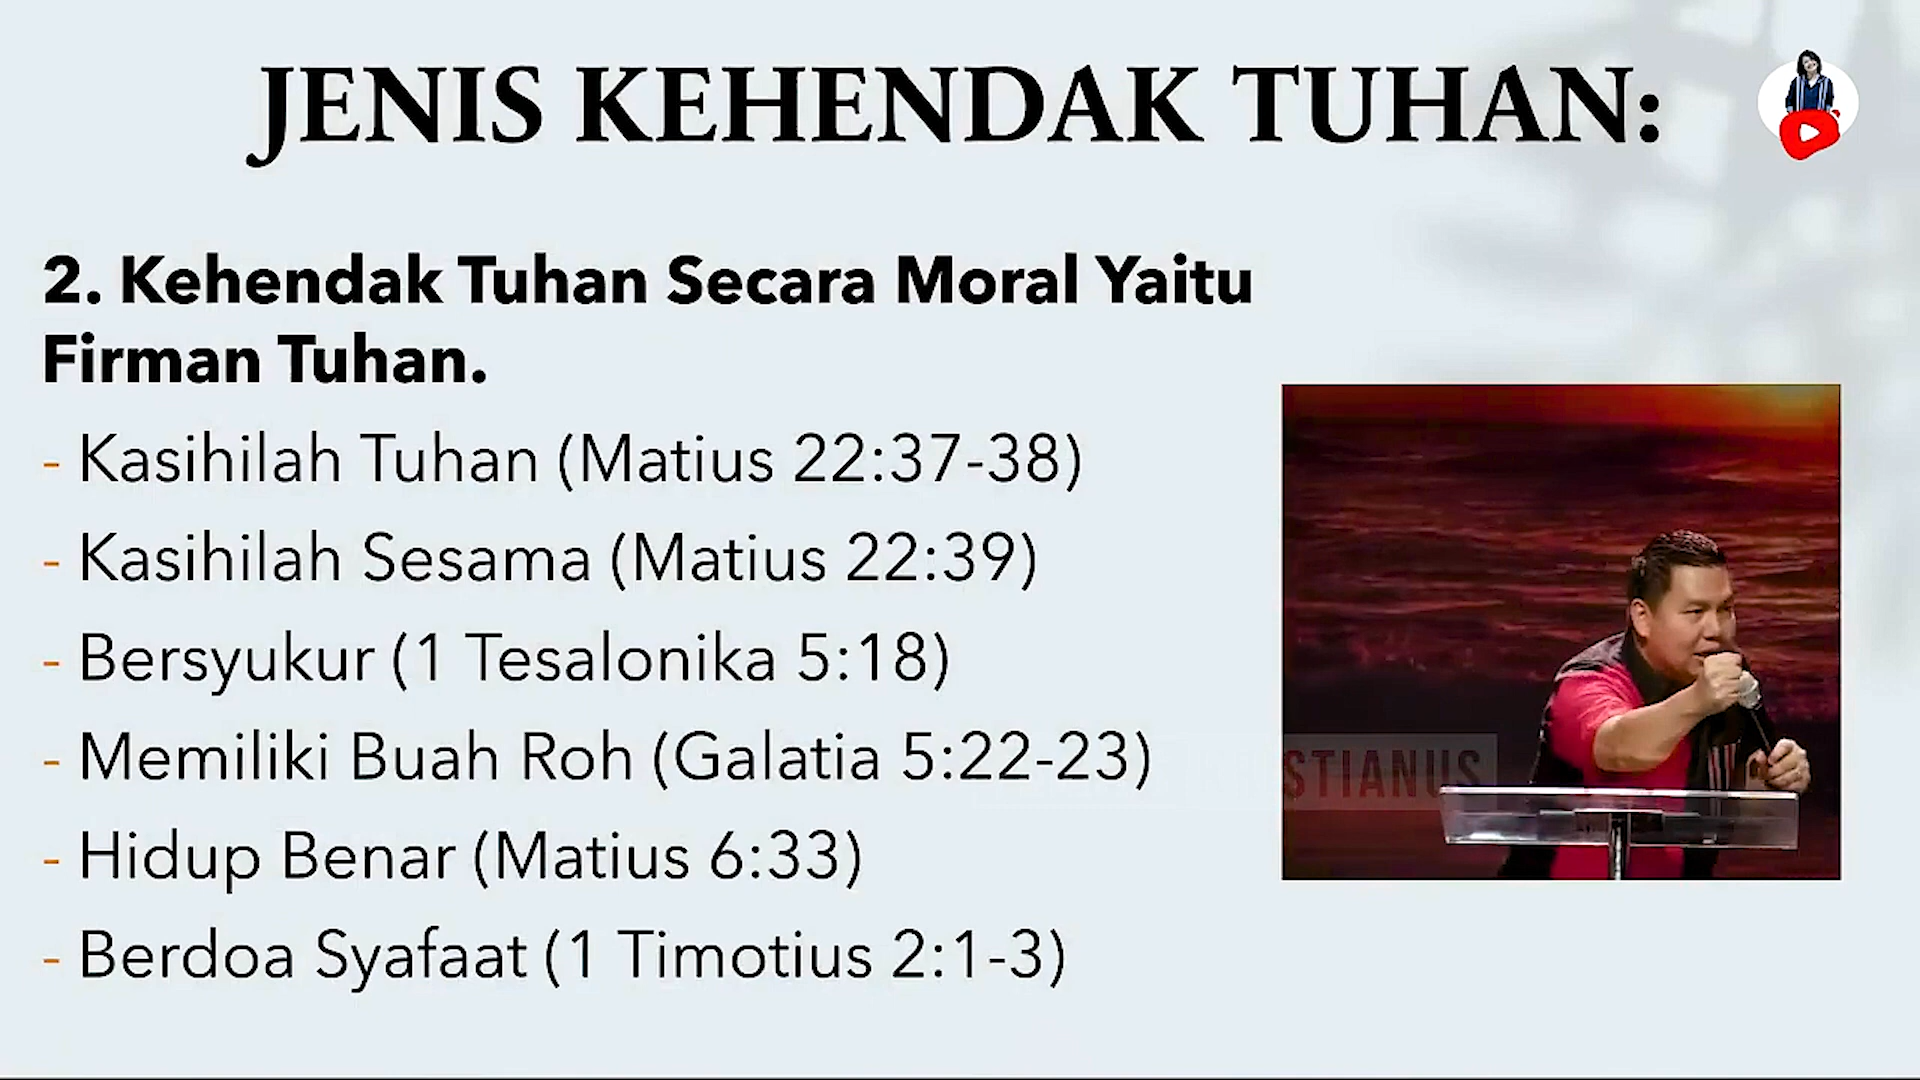 JENIS KEHENDAK TUHAN:
2. Kehendak Tuhan Secara Moral Yaitu
Firman Tuhan.
- Kasihilah Tuhan (Matius 22:37-38)
- Kasihilah Sesama (Matius 22:39)
- Bersyukur (1 Tesalonika 5:18)
- Memiliki Buah Roh (Galatia 5:22-23)
- Hidup Benar (Matius 6:33)
- Berdoa Syafaat (1 Timotius 2:1-3)